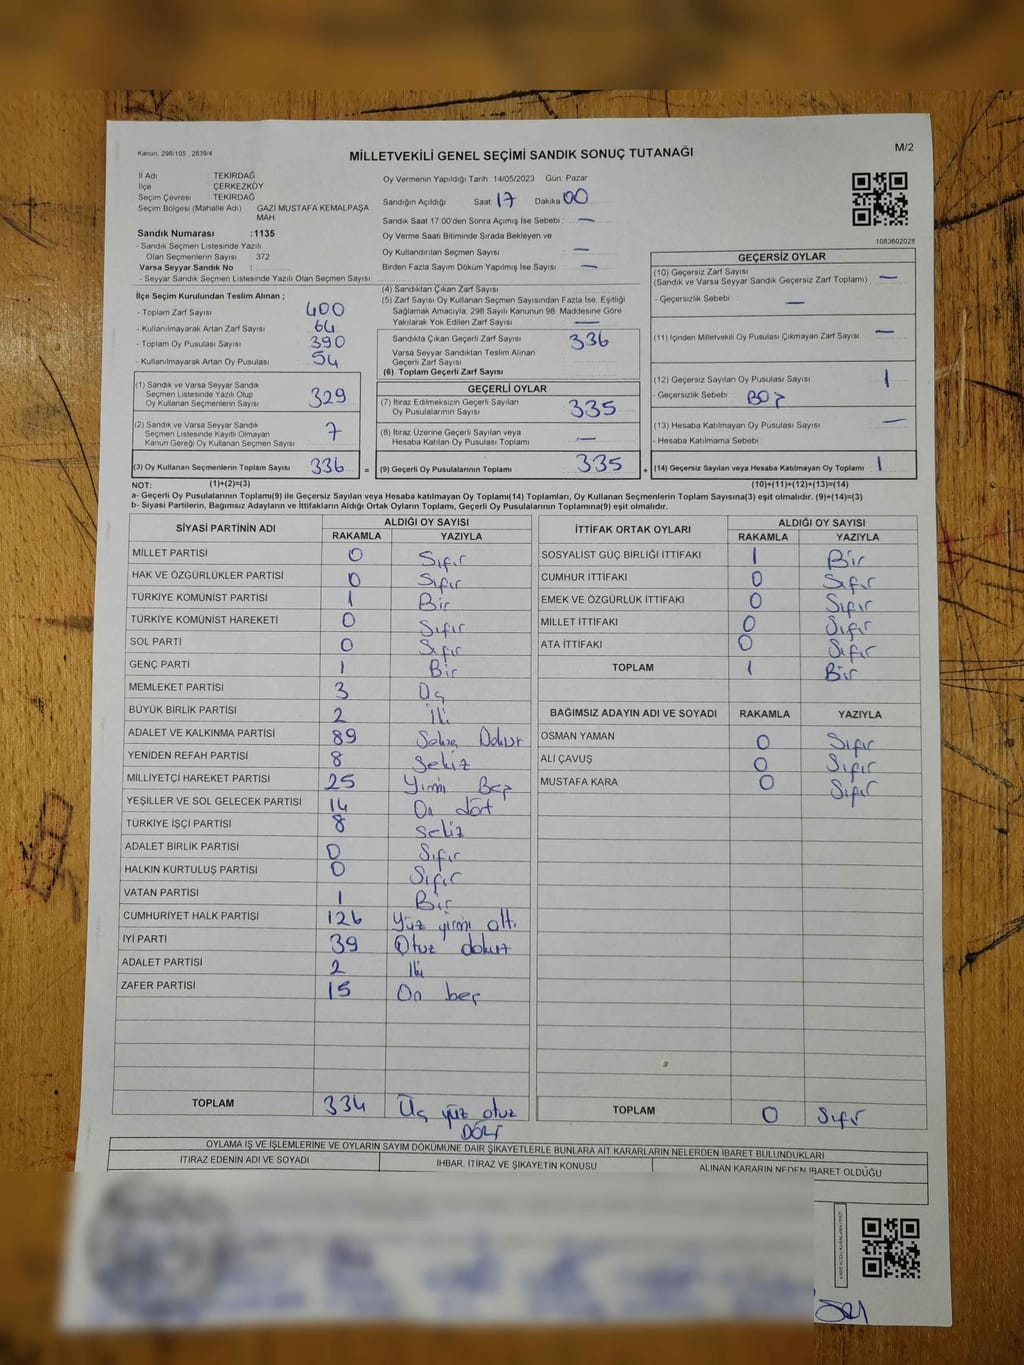 Kanun, 298/105 , 2839/4
MİLLETVEKİLİ GENEL SEÇİMİ SANDIK SONUÇ TUTANAĞI
M/2
İl Adı : TEKİRDAĞ
İlçe : ÇERKEZKÖY
Seçim Çevresi : TEKİRDAĞ
Seçim Bölgesi (Mahalle Adı) : GAZİ MUSTAFA KEMALPAŞA MAH.
Sandık Numarası :1135
- Sandık Seçmen Listesinde Yazılı
Olan Seçmenlerin Sayısı : 372
Varsa Seyyar Sandık No :
- Seyyar Sandık Seçmen Listesinde Yazılı Olan Seçmen Sayısı:
Oy Vermenin Yapıldığı Tarih :14/05/2023 Gün: Pazar
Sandığın Açıldığı Saat: 17 Dakika: 00
Sandık Saat 17.00'den Sonra Açımış İse Sebebi : —
Oy Verme Saati Bitiminde Sırada Bekleyen ve
Oy Kullandırılan Seçmen Sayısı : —
Birden Fazla Sayım Döküm Yapılmış İse Sayısı : —
1083602028
İlçe Seçim Kurulundan Teslim Alınan ;
- Toplam Zarf Sayısı : 400
- Kullanılmayarak Artan Zarf Sayısı : 64
- Toplam Oy Pusulası Sayısı : 390
- Kullanılmayarak Artan Oy Pusulası : 54
(4) Sandıktan Çıkan Zarf Sayısı :
(5) Zarf Sayısı Oy Kullanan Seçmen Sayısından Fazla İse, Eşitliği
Sağlamak Amacıyla; 298 Sayılı Kanunun 98. Maddesine Göre
Yakılarak Yok Edilen Zarf Sayısı : —
Sandıkta Çıkan Geçerli Zarf Sayısı : 336
Varsa Seyyar Sandıktan Teslim Alınan
Geçerli Zarf Sayısı :
(6) Toplam Geçerli Zarf Sayısı :
GEÇERSİZ OYLAR
(10) Geçersiz Zarf Sayısı
(Sandık ve Varsa Seyyar Sandık Geçersiz Zarf Toplamı) : —
- Geçersizlik Sebebi : —
(11) İçinden Milletvekili Oy Pusulası Çıkmayan Zarf Sayısı : —
(12) Geçersiz Sayılan Oy Pusulası Sayısı : 1
- Geçersizlik Sebebi : Boş
(13) Hesaba Katılmayan Oy Pusulası Sayısı : —
- Hesaba Katılmama Sebebi :
(14) Geçersiz Sayılan veya Hesaba Katılmayan Oy Toplamı : 1
(1) Sandık ve Varsa Seyyar Sandık
Seçmen Listesinde Yazılı Olup
Oy Kullanan Seçmenlerin Sayısı : 329
(2) Sandık ve Varsa Seyyar Sandık
Seçmen Listesinde Kayıtlı Olmayan
Kanun Gereği Oy Kullanan Seçmen Sayısı : 7
(3) Oy Kullanan Seçmenlerin Toplam Sayısı : 336 =
GEÇERLİ OYLAR
(7) İtiraz Edilmeksizin Geçerli Sayılan
Oy Pusulalarının Sayısı : 335
(8) İtiraz Üzerine Geçerli Sayılan veya
Hesaba Katılan Oy Pusulası Toplamı : —
(9) Geçerli Oy Pusulalarının Toplamı : 335 +
NOT: (1)+(2)=(3) (10)+(11)+(12)+(13)=(14)
a- Geçerli Oy Pusulalarının Toplamı(9) ile Geçersiz Sayılan veya Hesaba Katılmayan Oy Toplamı(14) Toplamları, Oy Kullanan Seçmenlerin Toplam Sayısına(3) eşit olmalıdır. (9)+(14)=(3)
b- Siyasi Partilerin, Bağımsız Adayların ve İttifakların Aldığı Ortak Oyların Toplamı, Geçerli Oy Pusulalarının Toplamına(9) eşit olmalıdır.
SİYASİ PARTİNİN ADI ALDIĞI OY SAYISI
RAKAMLA YAZIYLA
MİLLET PARTİSİ 0 Sıfır
HAK VE ÖZGÜRLÜKLER PARTİSİ 0 Sıfır
TÜRKİYE KOMÜNİST PARTİSİ 1 Bir
TÜRKİYE KOMÜNİST HAREKETİ 0 Sıfır
SOL PARTİ 0 Sıfır
GENÇ PARTİ 1 Bir
MEMLEKET PARTİSİ 3 Üç
BÜYÜK BİRLİK PARTİSİ 2 İki
ADALET VE KALKINMA PARTİSİ 89 Dokuz
YENİDEN REFAH PARTİSİ 8 Sekiz
MİLLİYETÇİ HAREKET PARTİSİ 25 Yirmi Beş
YEŞİLLER VE SOL GELECEK PARTİSİ 14 On dört
TÜRKİYE İŞÇİ PARTİSİ 8 Sekiz
ADALET BİRLİK PARTİSİ 0 Sıfır
HALKIN KURTULUŞ PARTİSİ 0 Sıfır
VATAN PARTİSİ 1 Bir
CUMHURİYET HALK PARTİSİ 126 Yüz yirmi altı
İYİ PARTİ 39 Otuz dokuz
ADALET PARTİSİ 2 İki
ZAFER PARTİSİ 15 On beş
TOPLAM 334 Üç yüz otuz
DÖRT
İTTİFAK ORTAK OYLARI ALDIĞI OY SAYISI
RAKAMLA YAZIYLA
SOSYALİST GÜÇ BİRLİĞİ İTTİFAKI 1 Bir
CUMHUR İTTİFAKI 0 Sıfır
EMEK VE ÖZGÜRLÜK İTTİFAKI 0 Sıfır
MİLLET İTTİFAKI 0 Sıfır
ATA İTTİFAKI 0 Sıfır
TOPLAM 1 Bir
BAĞIMSIZ ADAYIN ADI VE SOYADI RAKAMLA YAZIYLA
OSMAN YAMAN 0 Sıfır
ALİ ÇAVUŞ 0 Sıfır
MUSTAFA KARA 0 Sıfır
TOPLAM 0 Sıfır
OYLAMA İŞ VE İŞLEMLERİNE VE OYLARIN SAYIM DÖKÜMÜNE DAİR ŞİKAYETLERLE BUNLARA AİT KARARLARIN NELERDEN İBARET BULUNDUKLARI
İTİRAZ EDENİN ADI VE SOYADI
İHBAR, İTİRAZ VE ŞİKAYETİN KONUSU
ALINAN KARARIN NEDEN İBARET OLDUĞU